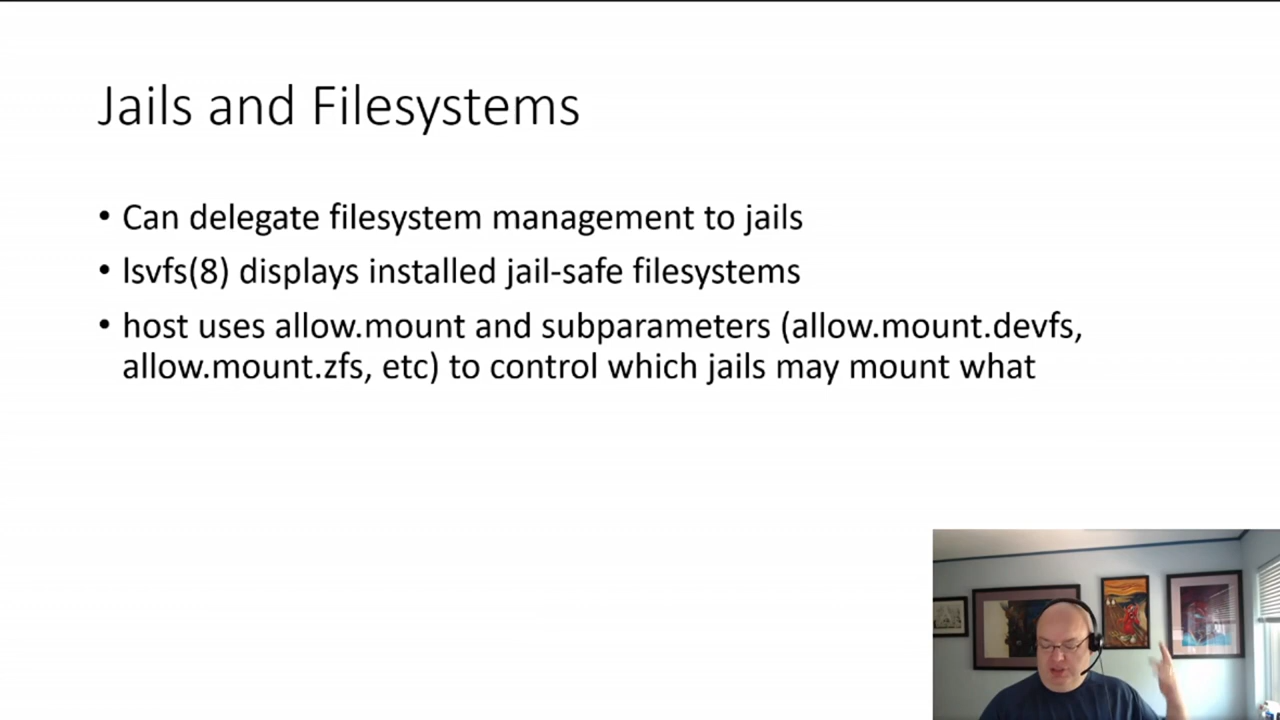 Jails and Filesystems
• Can delegate filesystem management to jails
• lsvfs(8) displays installed jail-safe filesystems
• host uses allow.mount and subparameters (allow.mount.devfs,
allow.mount.zfs, etc) to control which jails may mount what